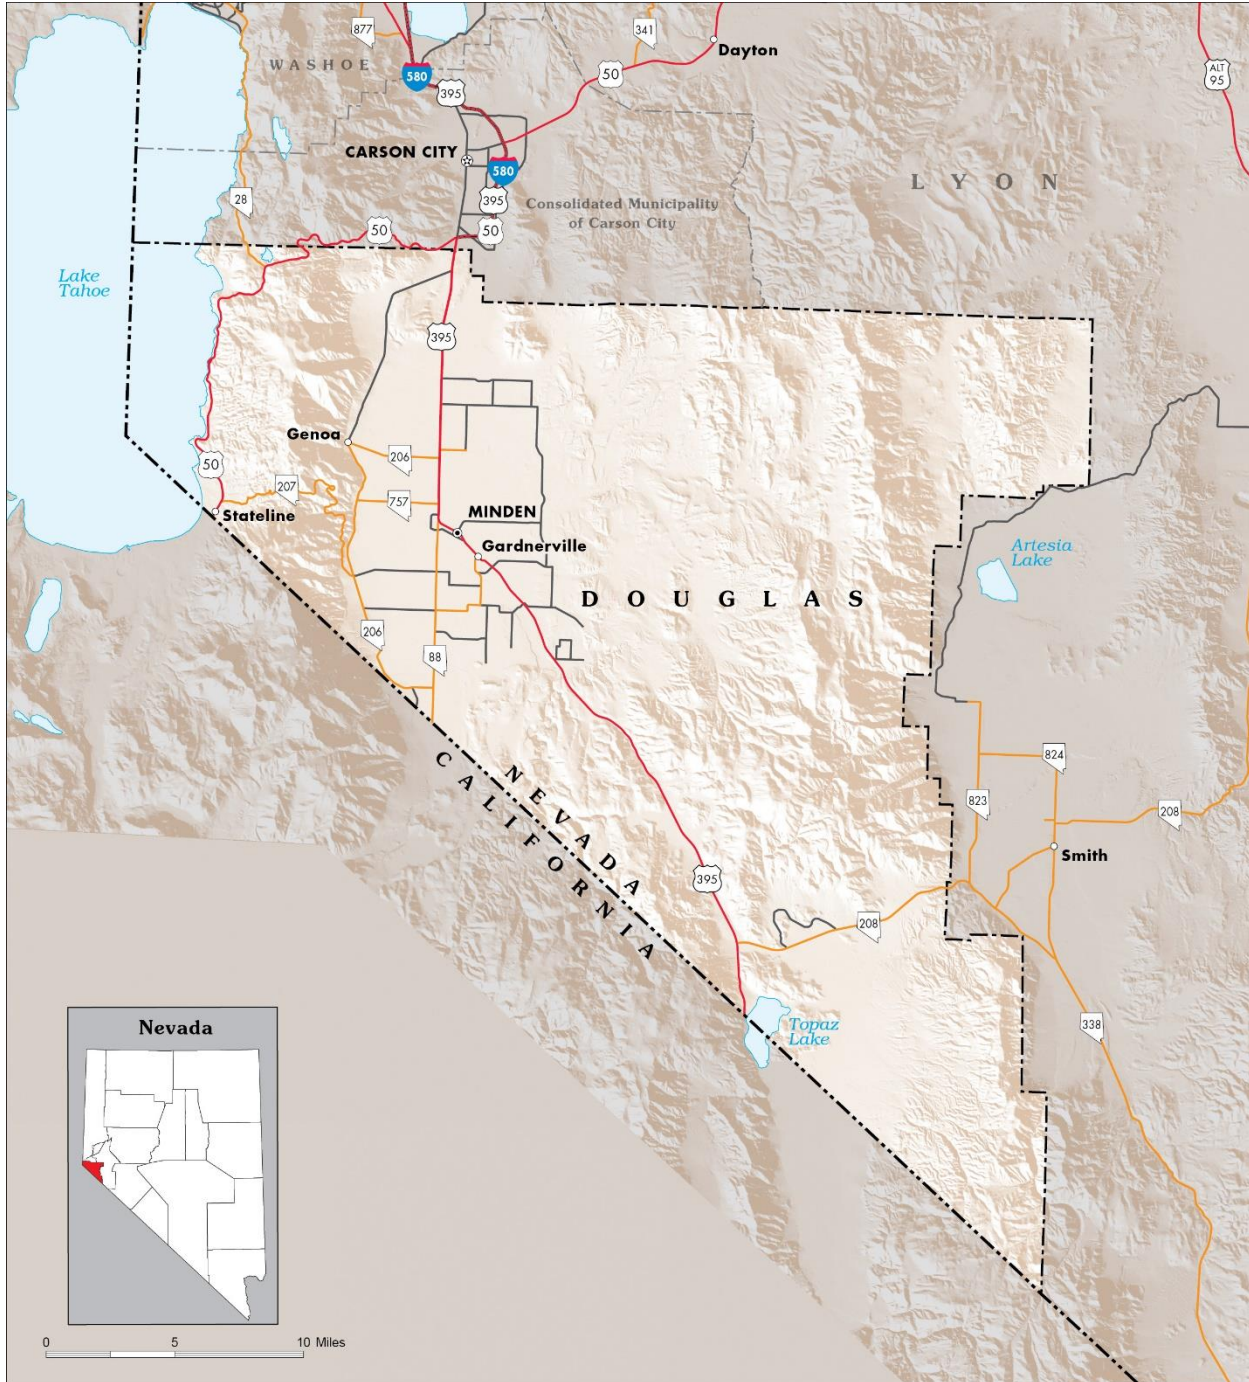 877
341
Dayton
WASHOE
580
50
ALT
95
395
CARSON CITY
580
LYON
28
395
Consolidated Municipality
of Carson City
50
50
Lake
Tahoe
395
Genoa
206
50
207
757
MINDEN
Stateline
Gardnerville
Artesia
Lake
DOUGLAS
206
88
NEVADA
CALIFORNIA
824
823
208
Smith
395
208
Topaz
Lake
338
Nevada
0 5 10 Miles